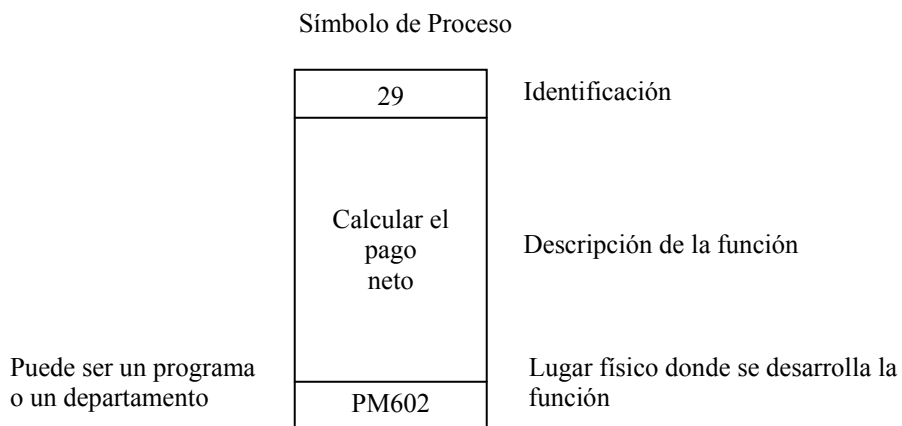 Símbolo de Proceso
29
Identificación
Calcular el
pago
neto
Descripción de la función
Puede ser un programa
o un departamento
PM602
Lugar físico donde se desarrolla la
función